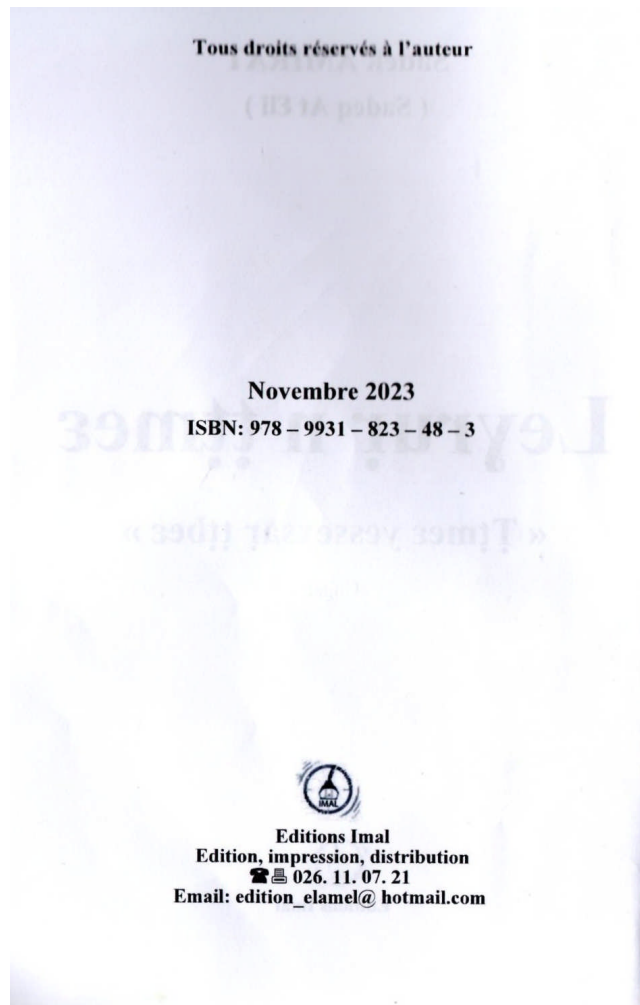 Tous droits réservés à l'auteur
Novembre 2023
ISBN: 978 – 9931 – 823 – 48 – 3
IMAL
Editions Imal
Edition, impression, distribution
☎🖷 026. 11. 07. 21
Email: edition_elamel@ hotmail.com